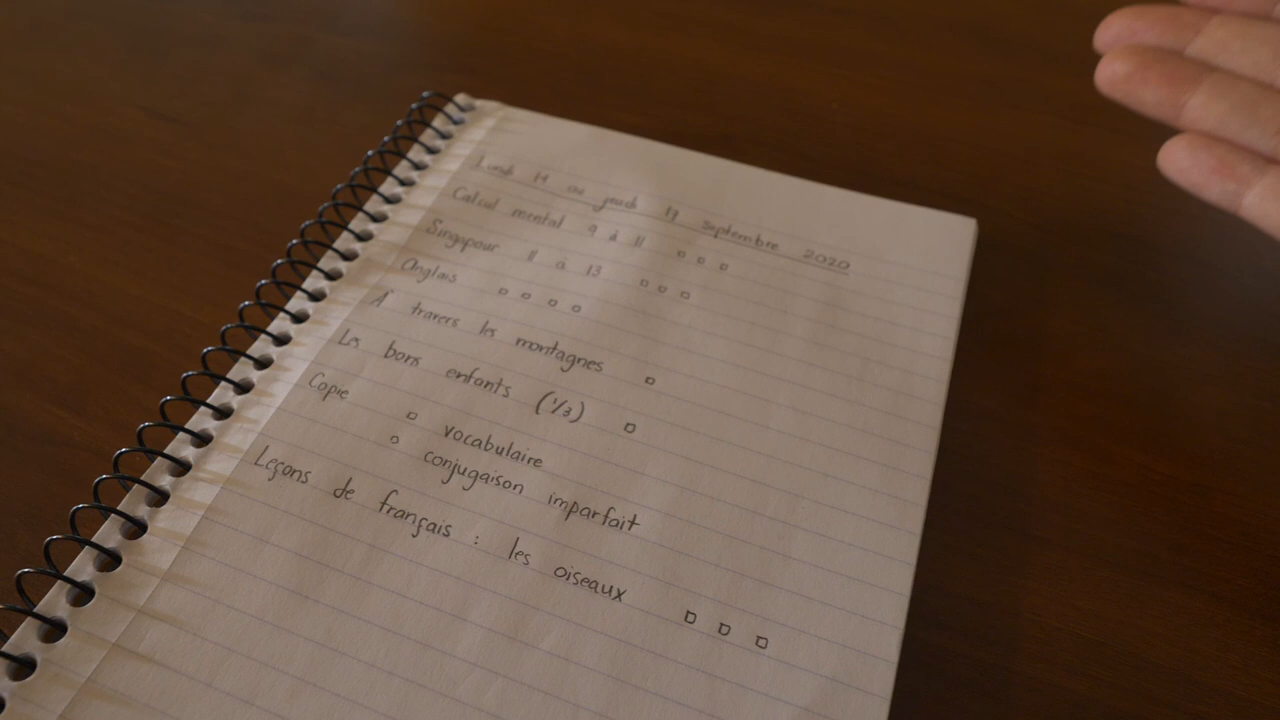 Lundi 14 au jeudi 17 septembre 2020
Calcul mental 9 à 11 □ □ □
Singapour 11 à 13 □ □ □
Anglais □ □ □ □
A travers les montagnes □
Les bons enfants (1/3) □
Copie □ vocabulaire
□ conjugaison imparfait
Leçons de français : les oiseaux □ □ □